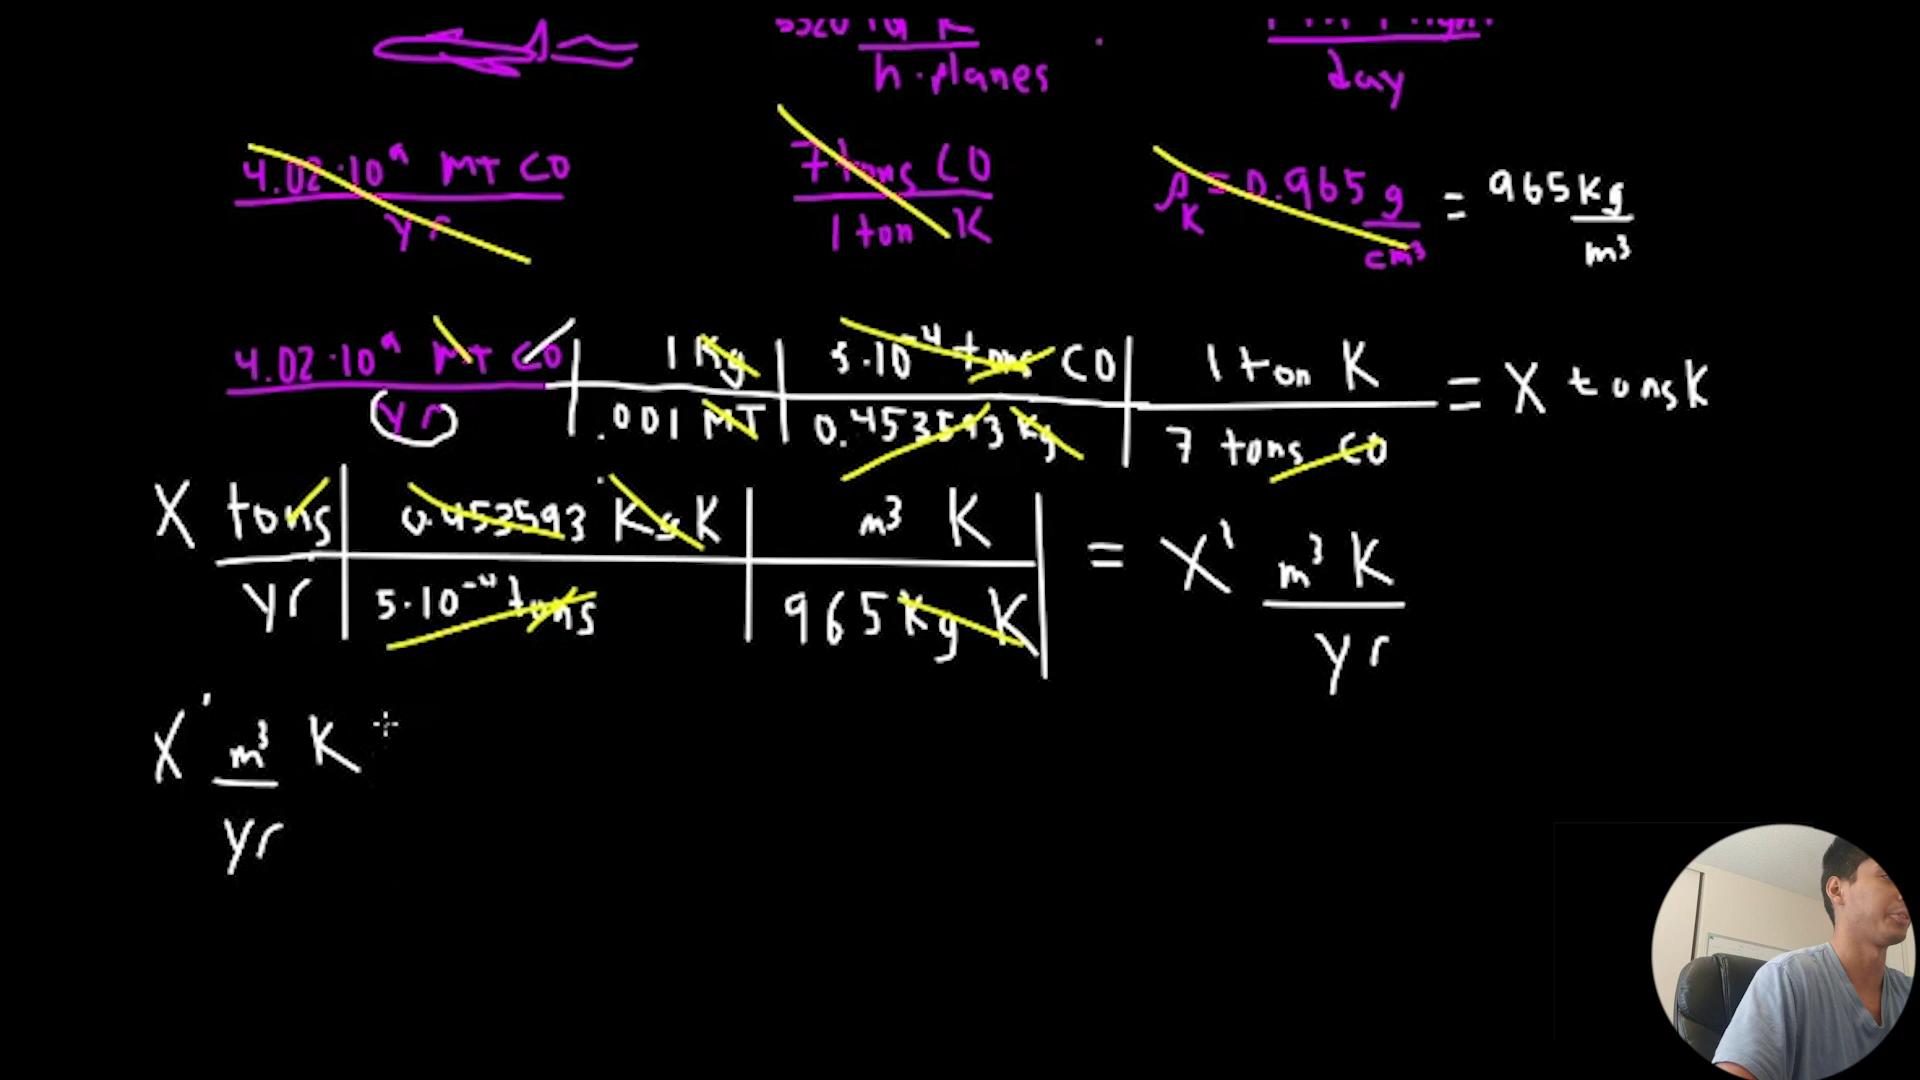 h · planes
day
4.02·10⁹ MT CO / yr
7 tons CO / 1 ton K
ρ_K = 0.965 g / cm³ = 965 kg / m³
4.02·10⁹ MT CO / yr | 1 Kg / .001 MT | 5·10⁻⁴ tons CO / 0.453593 Kg | 1 ton K / 7 tons CO = X tons K
X tons / yr | 0.453593 Kg K / 5·10⁻⁴ tons | m³ K / 965 kg K | = X' m³ K / yr
X' m³ / yr K